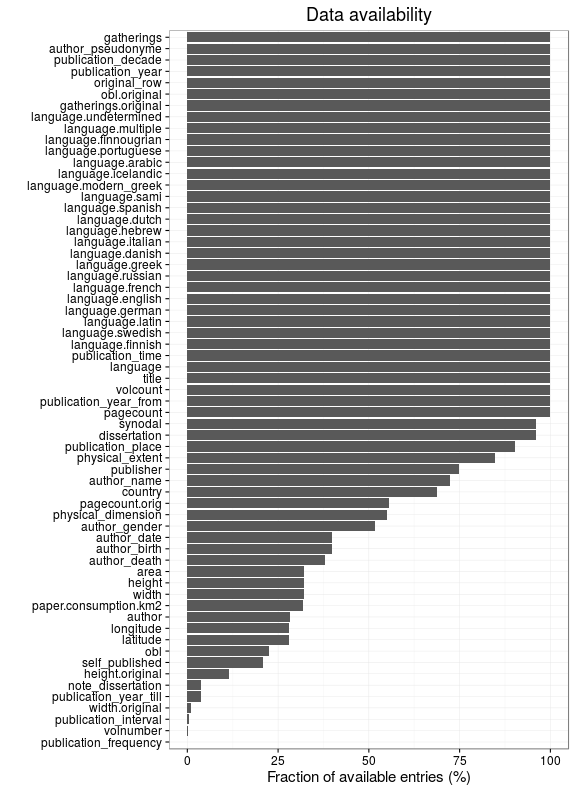 Data availability
gatherings
author_pseudonyme
publication_decade
publication_year
original_row
obl.original
gatherings.original
language.undetermined
language.multiple
language.finnougrian
language.portuguese
language.arabic
language.icelandic
language.modern_greek
language.sami
language.spanish
language.dutch
language.hebrew
language.italian
language.danish
language.greek
language.russian
language.french
language.english
language.german
language.latin
language.swedish
language.finnish
publication_time
language
title
volcount
publication_year_from
pagecount
synodal
dissertation
publication_place
physical_extent
publisher
author_name
country
pagecount.orig
physical_dimension
author_gender
author_date
author_birth
author_death
area
height
width
paper.consumption.km2
author
longitude
latitude
obl
self_published
height.original
note_dissertation
publication_year_till
width.original
publication_interval
volnumber
publication_frequency
0 25 50 75 100
Fraction of available entries (%)